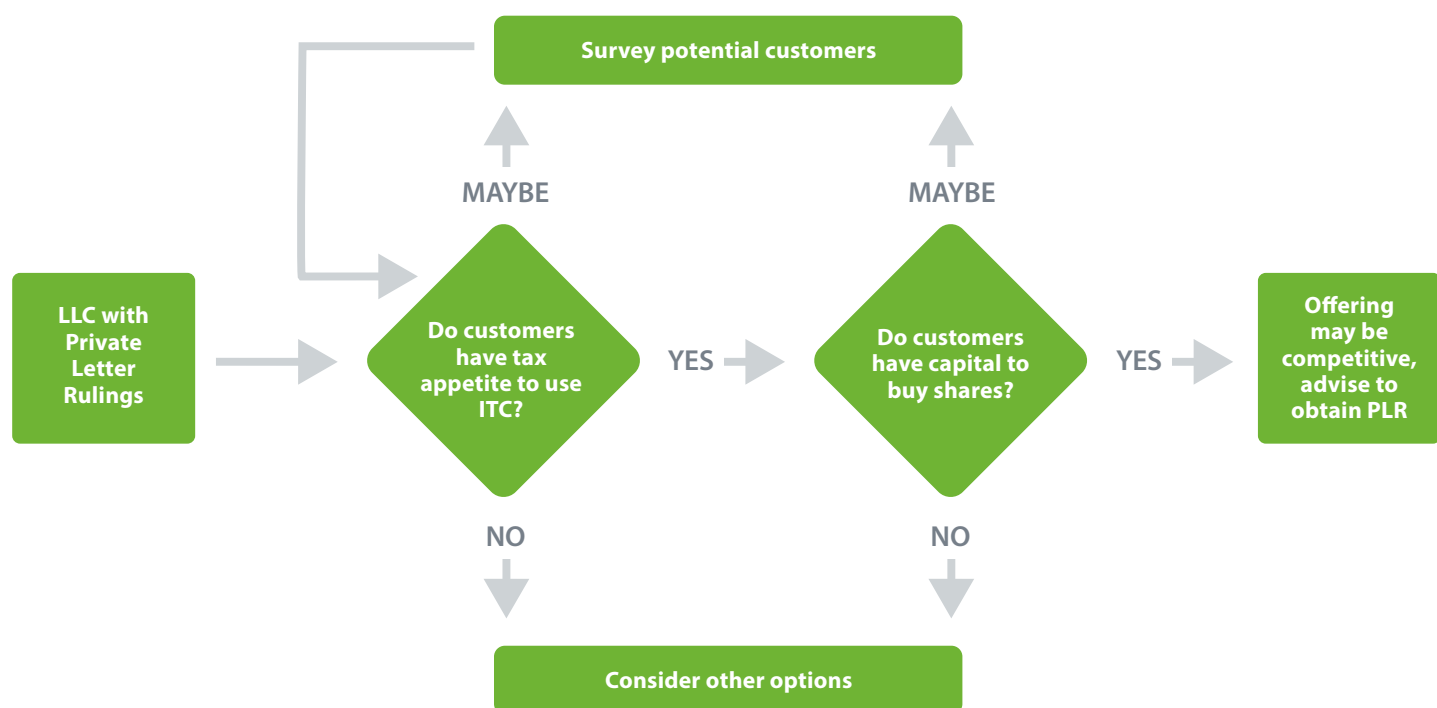 Survey potential customers
MAYBE
MAYBE
LLC with
Private
Letter
Rulings
Do customers
have tax
appetite to use
ITC?
YES
Do customers
have capital to
buy shares?
YES
Offering
may be
competitive,
advise to
obtain PLR
NO
NO
Consider other options